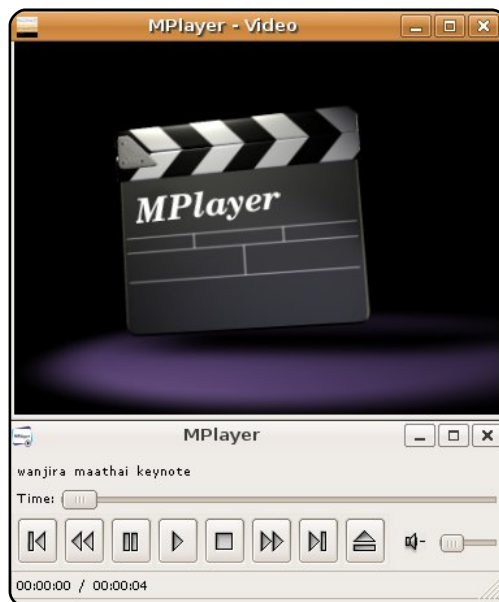 MPlayer - Video
MPlayer
MPlayer
wanjira maathai keynote
Time:
00:00:00 / 00:00:04